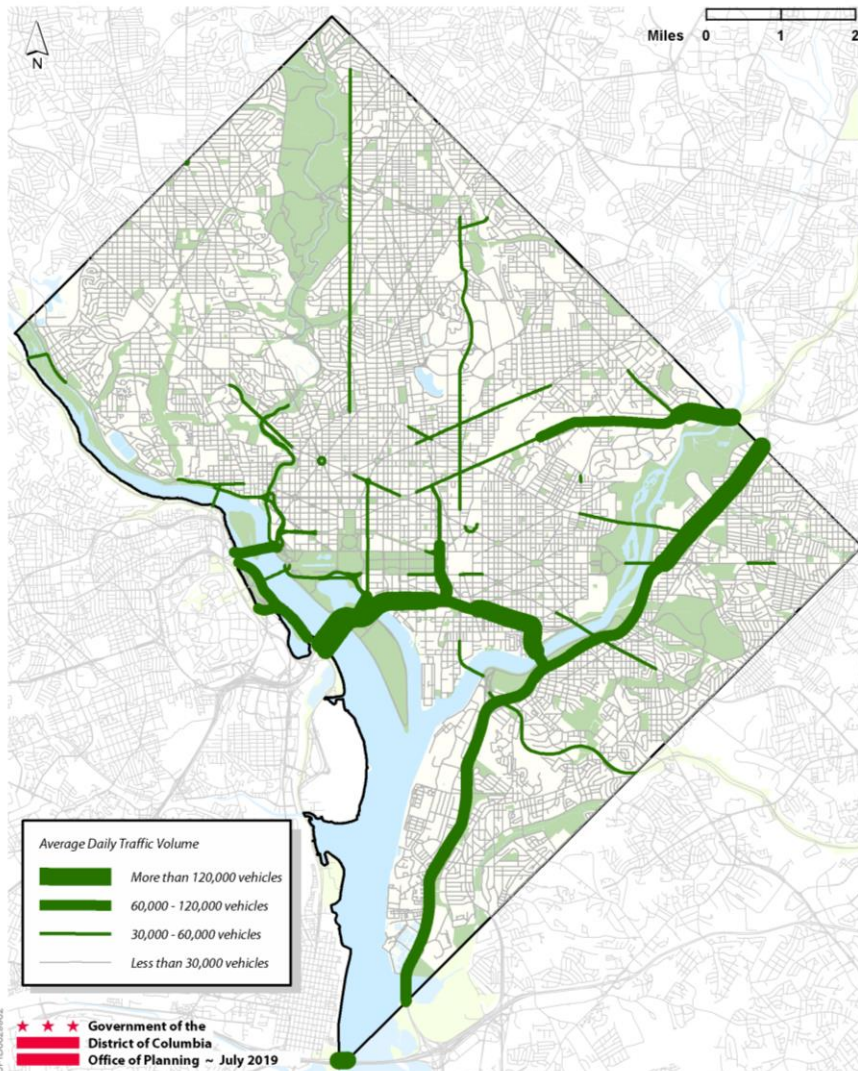 Miles 0 1 2
N
Average Daily Traffic Volume
More than 120,000 vehicles
60,000 - 120,000 vehicles
30,000 - 60,000 vehicles
Less than 30,000 vehicles
Government of the
District of Columbia
Office of Planning ~ July 2019